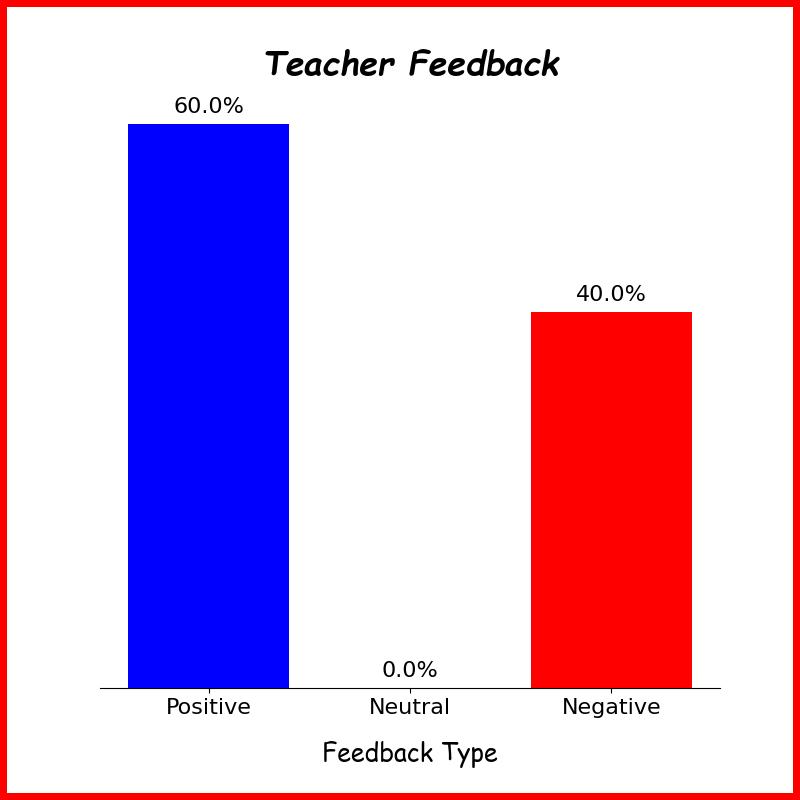 Teacher Feedback
60.0%
40.0%
0.0%
Positive Neutral Negative
Feedback Type